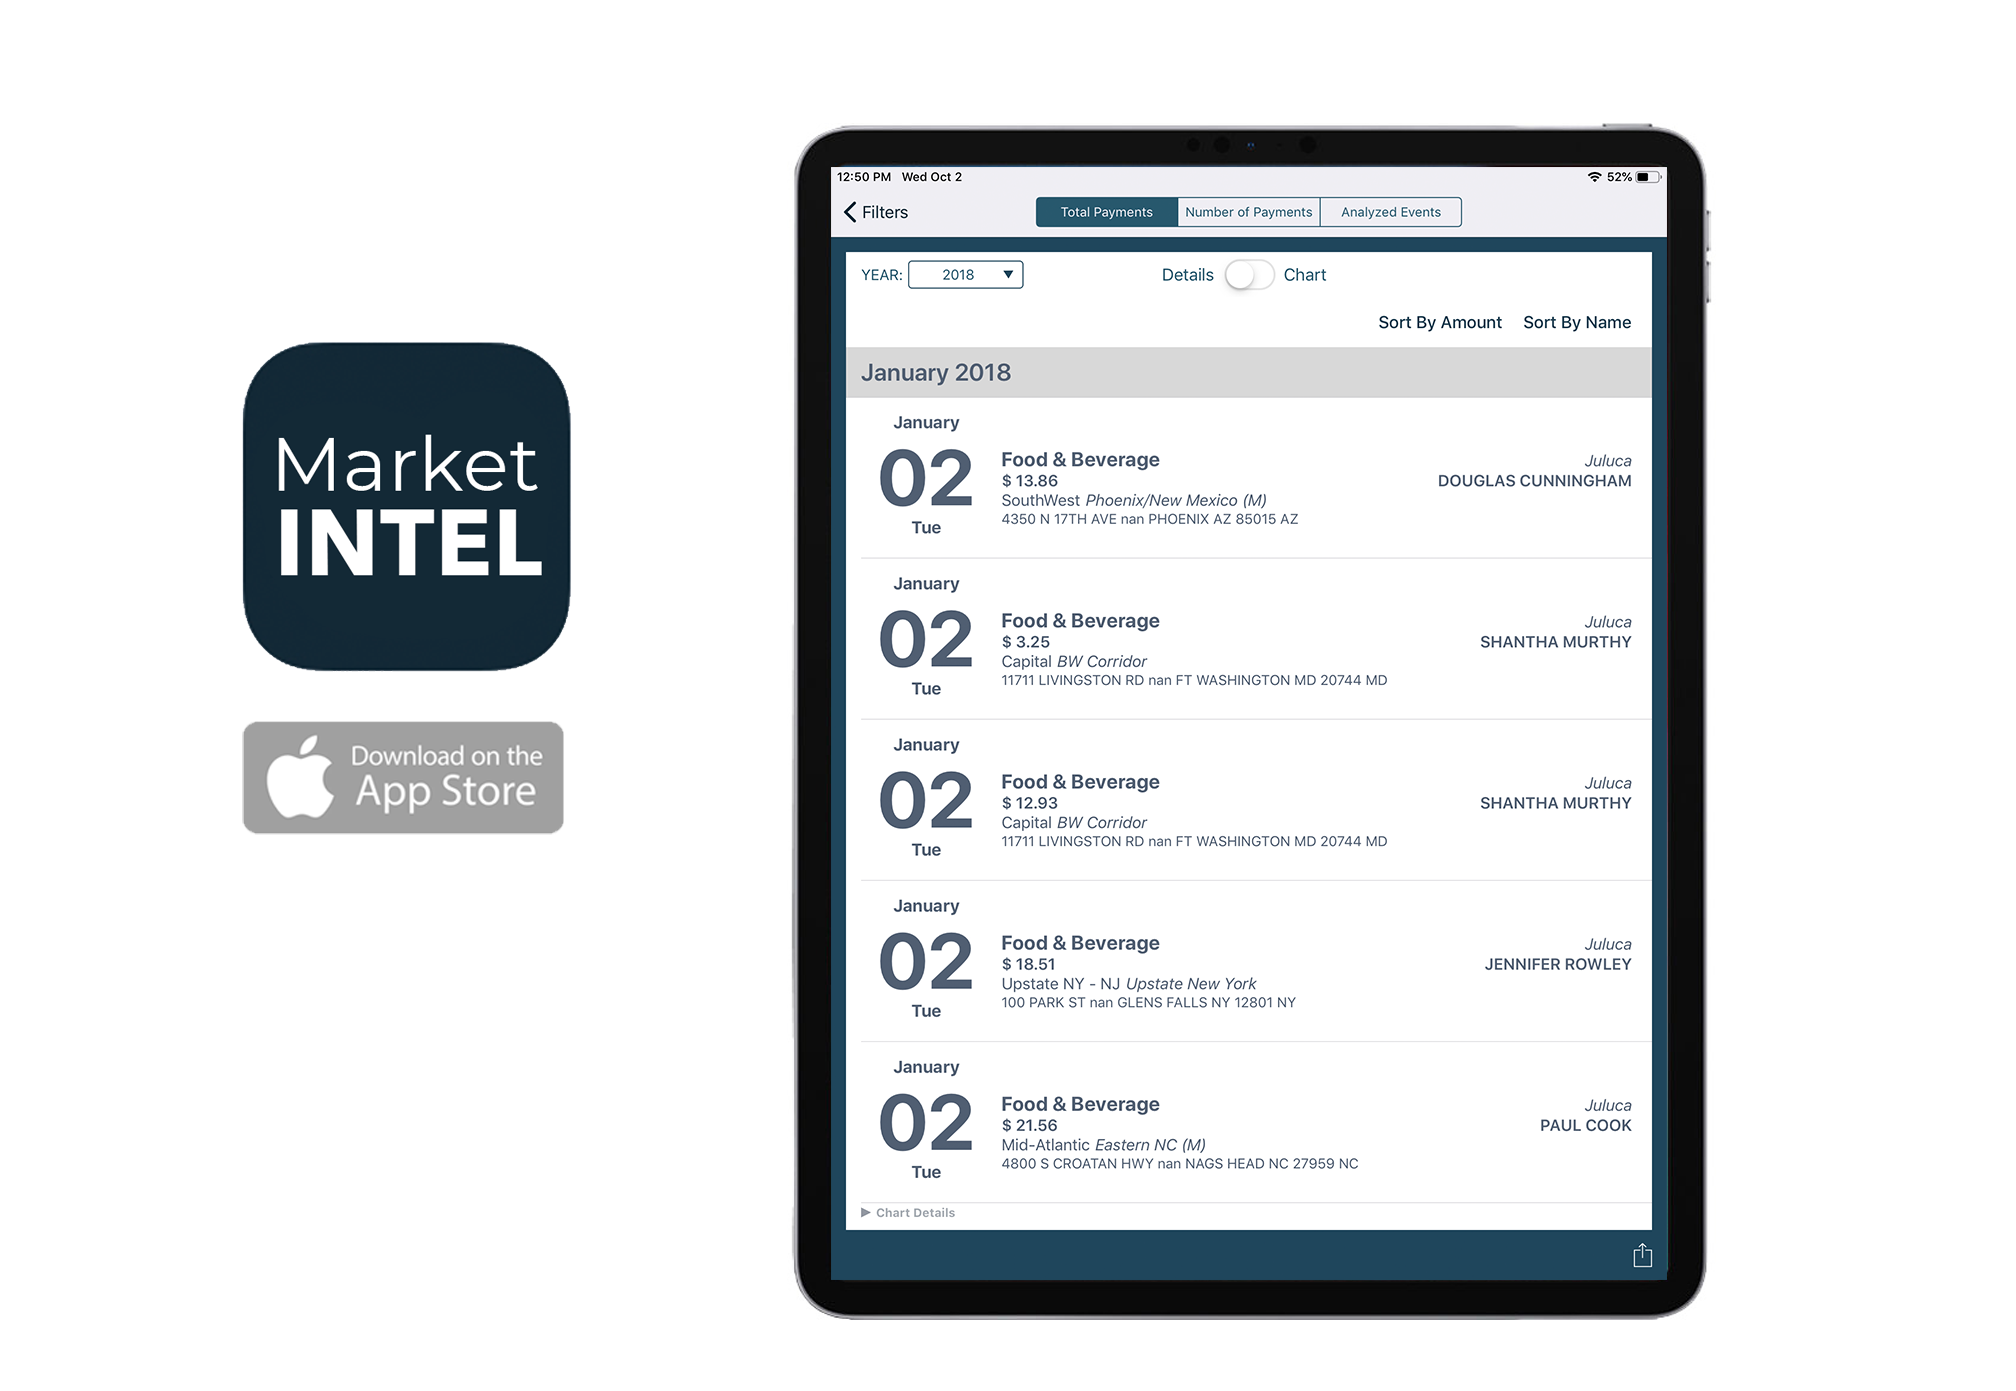 Market
INTEL
Download on the
App Store
12:50 PM Wed Oct 2
52%
Filters
Total Payments Number of Payments Analyzed Events
YEAR: 2018 Details Chart
Sort By Amount Sort By Name
January 2018
January
02
Tue
Food & Beverage
$ 13.86
SouthWest Phoenix/New Mexico (M)
4350 N 17TH AVE nan PHOENIX AZ 85015 AZ
Juluca
DOUGLAS CUNNINGHAM
January
02
Tue
Food & Beverage
$ 3.25
Capital BW Corridor
11711 LIVINGSTON RD nan FT WASHINGTON MD 20744 MD
Juluca
SHANTHA MURTHY
January
02
Tue
Food & Beverage
$ 12.93
Capital BW Corridor
11711 LIVINGSTON RD nan FT WASHINGTON MD 20744 MD
Juluca
SHANTHA MURTHY
January
02
Tue
Food & Beverage
$ 18.51
Upstate NY - NJ Upstate New York
100 PARK ST nan GLENS FALLS NY 12801 NY
Juluca
JENNIFER ROWLEY
January
02
Tue
Food & Beverage
$ 21.56
Mid-Atlantic Eastern NC (M)
4800 S CROATAN HWY nan NAGS HEAD NC 27959 NC
Juluca
PAUL COOK
Chart Details